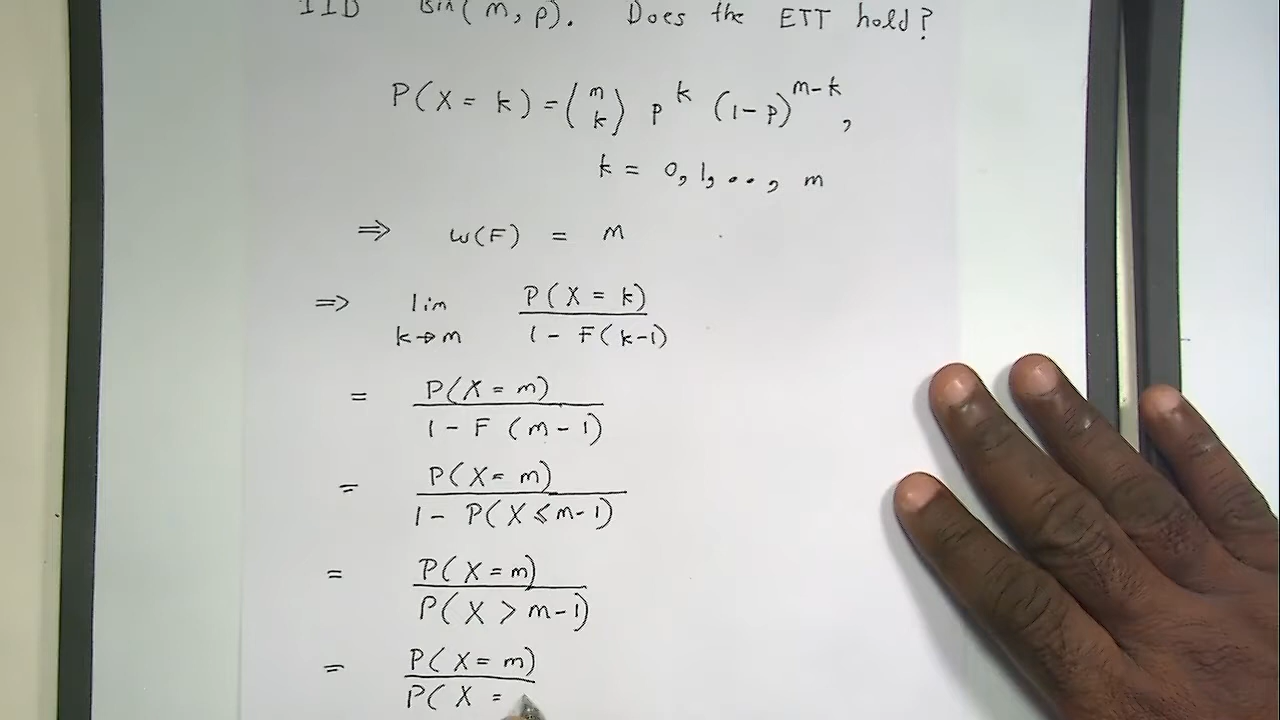 IID Bin(m, p). Does the ETT hold?
P(X = k) = (m k) p^k (1-p)^{m-k},
k = 0, 1, ..., m
⇒ w(F) = m
⇒ lim k→m P(X = k) / 1 - F(k-1)
= P(X = m) / 1 - F(m-1)
= P(X = m) / 1 - P(X ≤ m-1)
= P(X = m) / P(X > m-1)
= P(X = m) / P(X =